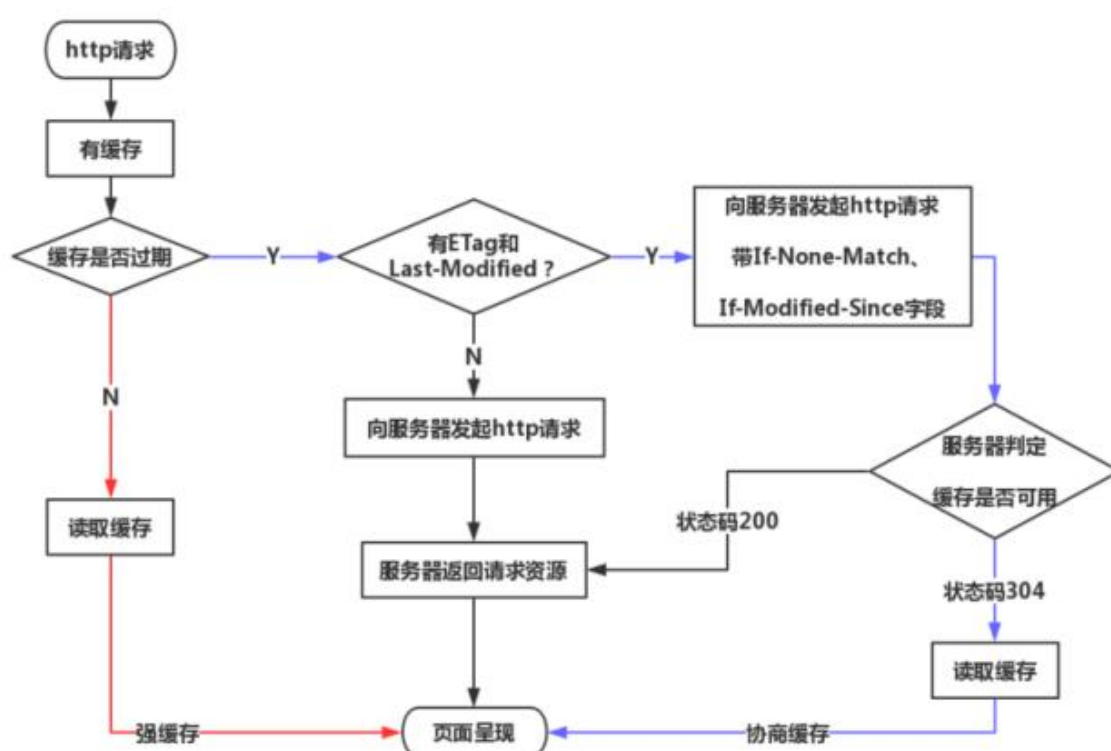 http请求
有缓存
缓存是否过期
Y
有ETag和
Last-Modified？
Y
向服务器发起http请求
带If-None-Match、
If-Modified-Since字段
N
N
向服务器发起http请求
服务器判定
缓存是否可用
读取缓存
状态码200
服务器返回请求资源
状态码304
读取缓存
强缓存
页面呈现
协商缓存